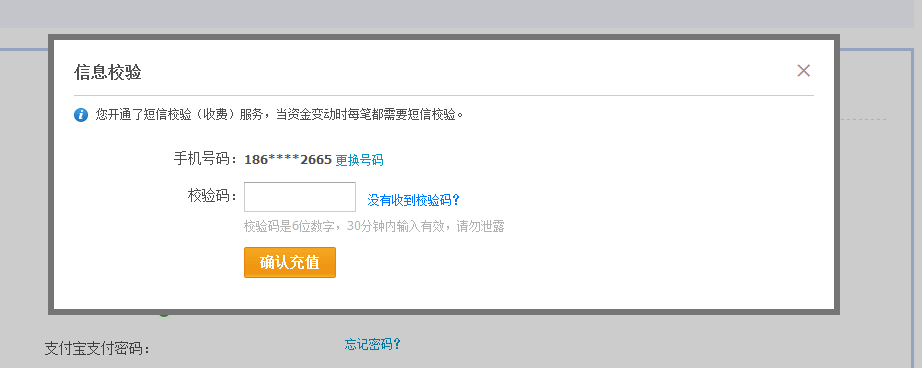 信息校验
您开通了短信校验（收费）服务，当资金变动时每笔都需要短信校验。
手机号码：186****2665 更换号码
校验码： 没有收到校验码？
校验码是6位数字，30分钟内输入有效，请勿泄露
确认充值
支付宝支付密码： 忘记密码？